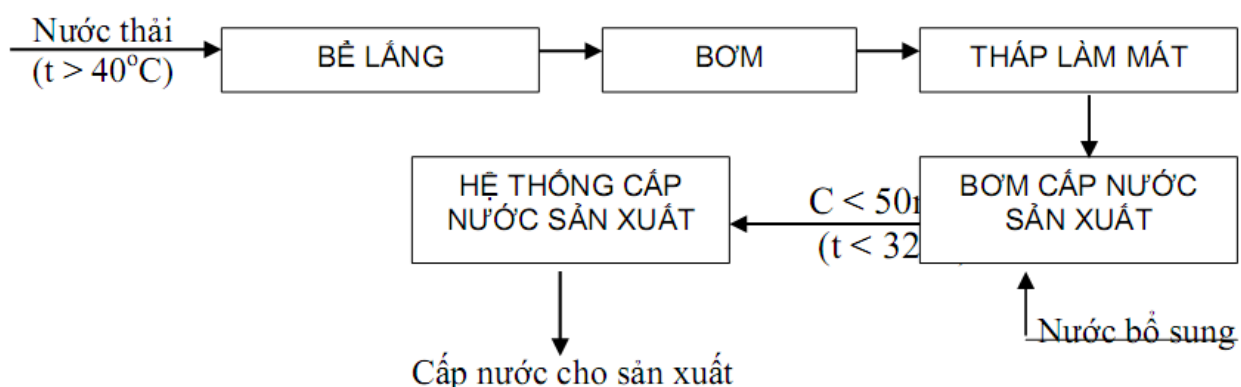 Nước thải
(t > 40°C)
BỂ LẮNG
BƠM
THÁP LÀM MÁT
HỆ THỐNG CẤP
NƯỚC SẢN XUẤT
C < 50
(t < 32
BƠM CẤP NƯỚC
SẢN XUẤT
Nước bổ sung
Cấp nước cho sản xuất